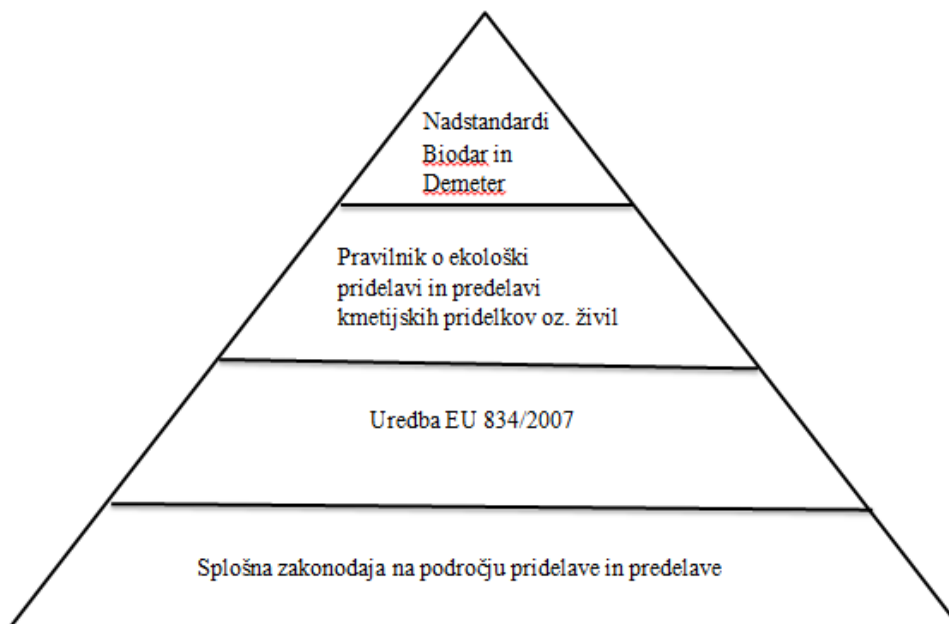 Nadstandardi
Biodar in
Demeter
Pravilnik o ekološki
pridelavi in predelavi
kmetijskih pridelkov oz. živil
Uredba EU 834/2007
Splošna zakonodaja na področju pridelave in predelave